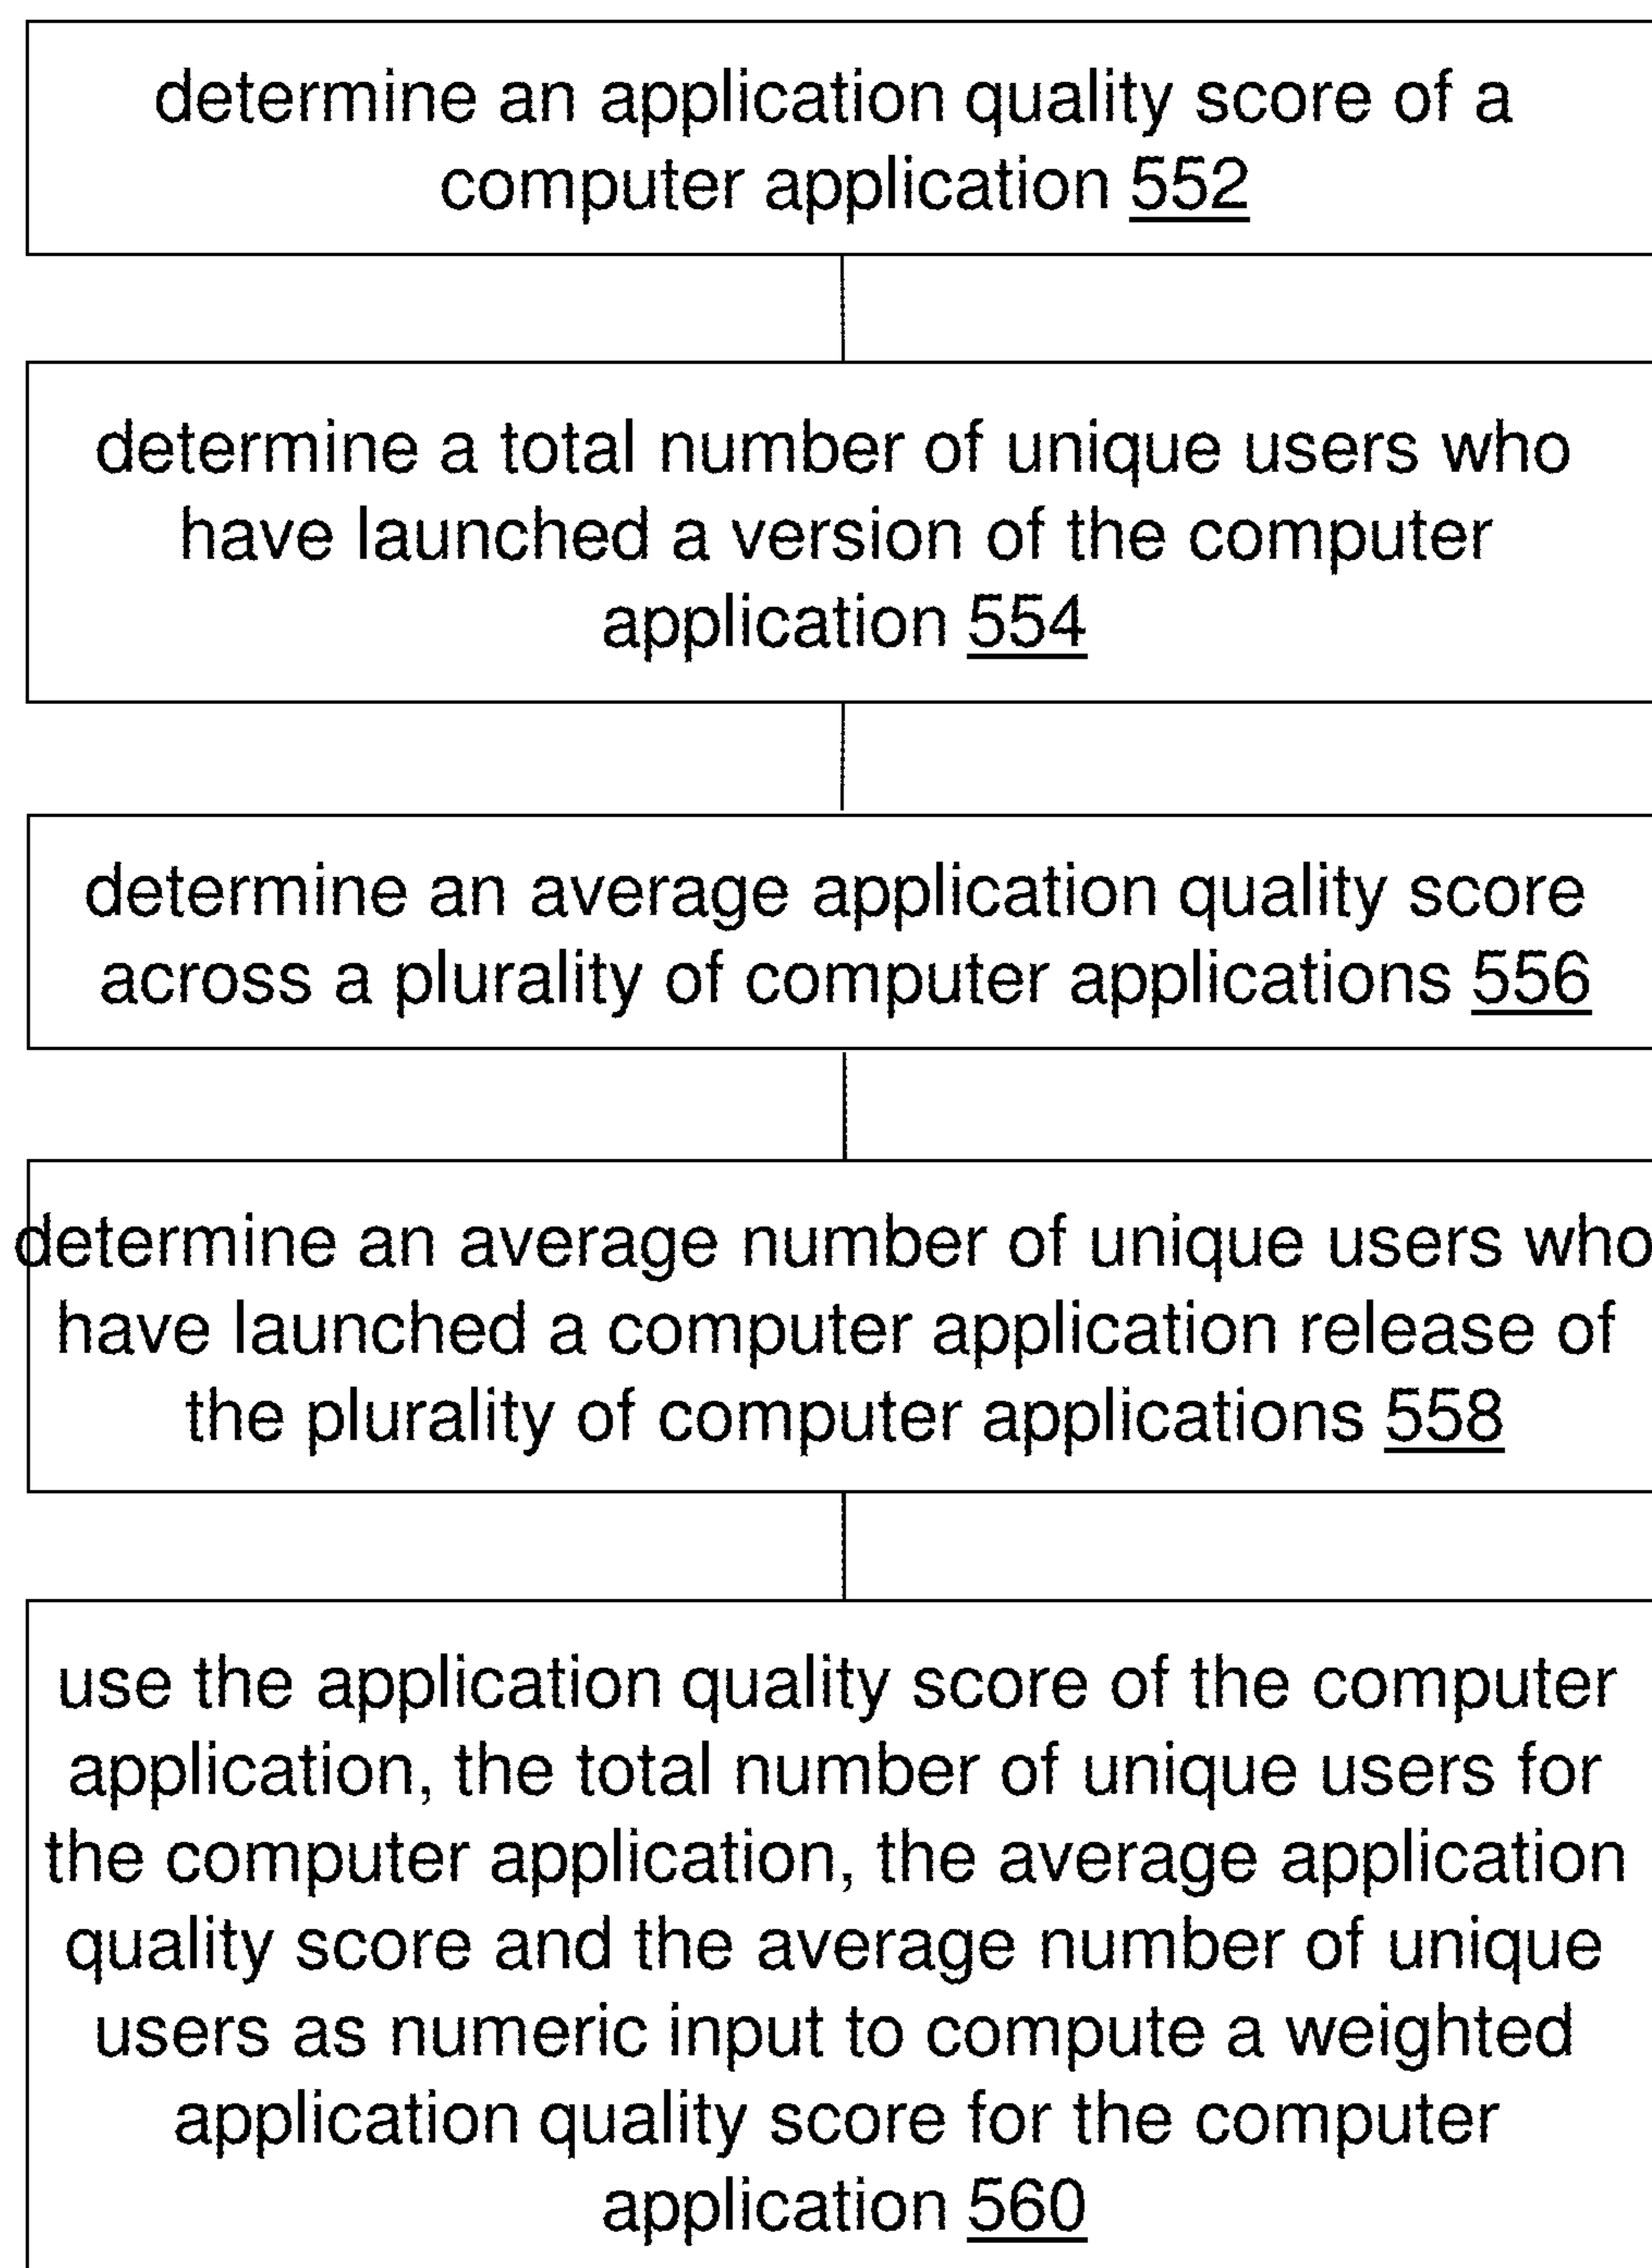 determine an application quality score of a
computer application 552
determine a total number of unique users who
have launched a version of the computer
application 554
determine an average application quality score
across a plurality of computer applications 556
determine an average number of unique users who
have launched a computer application release of
the plurality of computer applications 558
use the application quality score of the computer
application, the total number of unique users for
the computer application, the average application
quality score and the average number of unique
users as numeric input to compute a weighted
application quality score for the computer
application 560